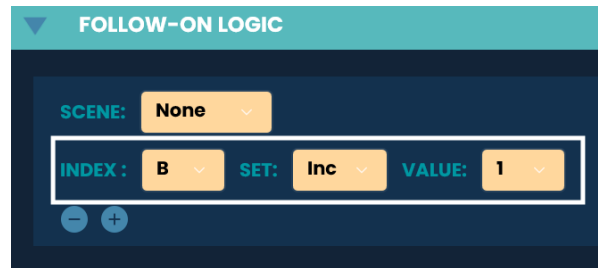 FOLLOW-ON LOGIC
SCENE: None
INDEX : B SET: Inc VALUE: 1